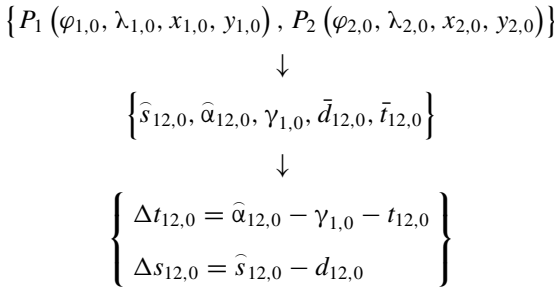 {P₁ (φ₁,₀, λ₁,₀, x₁,₀, y₁,₀) , P₂ (φ₂,₀, λ₂,₀, x₂,₀, y₂,₀)}
↓
{s̑₁₂,₀, α̑₁₂,₀, γ₁,₀, d̄₁₂,₀, t̄₁₂,₀}
↓
{ Δt₁₂,₀ = α̑₁₂,₀ − γ₁,₀ − t₁₂,₀
Δs₁₂,₀ = s̑₁₂,₀ − d₁₂,₀ }